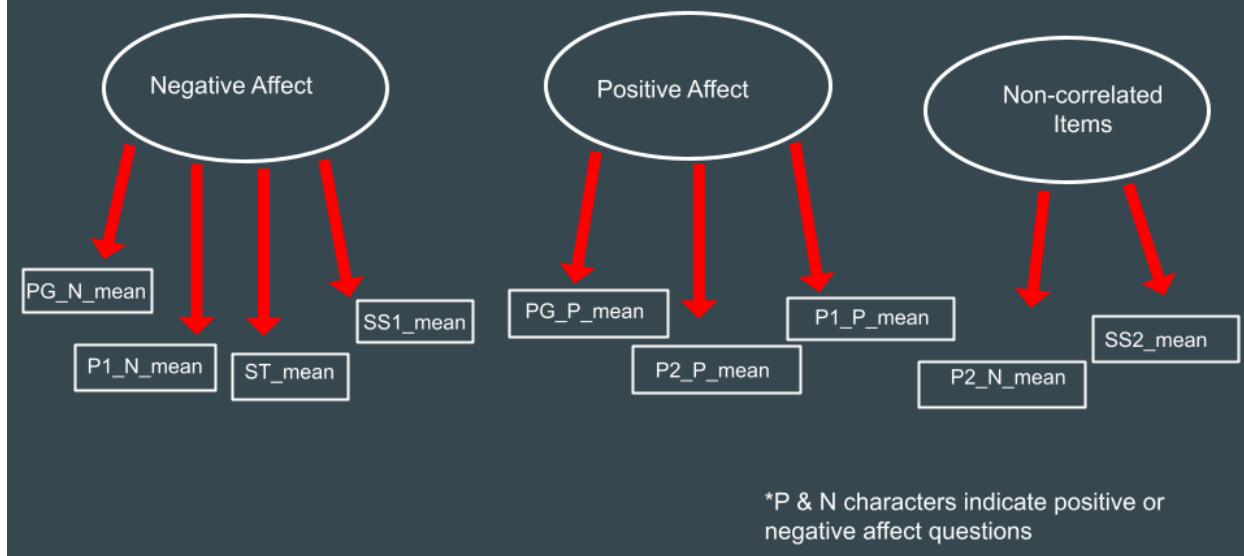 Negative Affect
Positive Affect
Non-correlated
Items
PG_N_mean
P1_N_mean
ST_mean
SS1_mean
PG_P_mean
P2_P_mean
P1_P_mean
P2_N_mean
SS2_mean
*P & N characters indicate positive or
negative affect questions